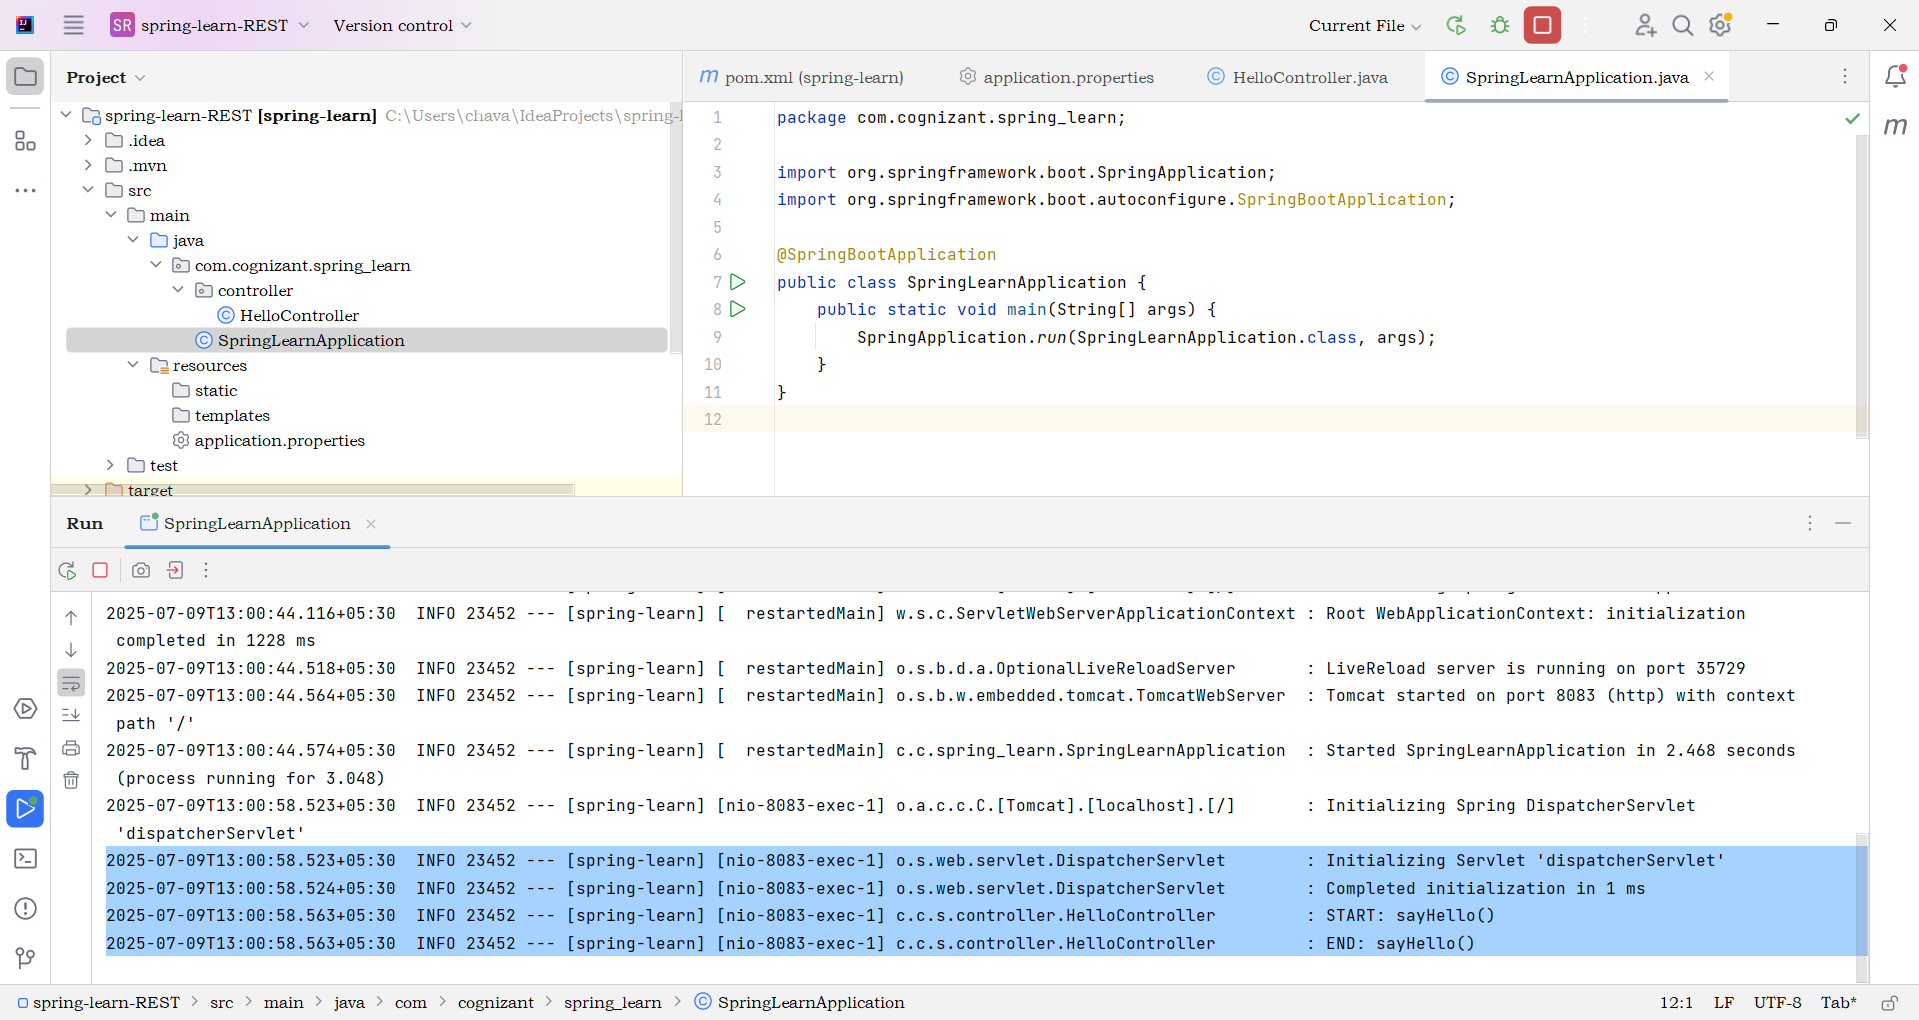 SR spring-learn-REST Version control Current File
Project
pom.xml (spring-learn) application.properties HelloController.java SpringLearnApplication.java
spring-learn-REST [spring-learn] C:\Users\chava\IdeaProjects\spring-l
.idea
.mvn
src
main
java
com.cognizant.spring_learn
controller
HelloController
SpringLearnApplication
resources
static
templates
application.properties
test
target
1 package com.cognizant.spring_learn;
2
3 import org.springframework.boot.SpringApplication;
4 import org.springframework.boot.autoconfigure.SpringBootApplication;
5
6 @SpringBootApplication
7 public class SpringLearnApplication {
8 public static void main(String[] args) {
9 SpringApplication.run(SpringLearnApplication.class, args);
10 }
11 }
12
Run SpringLearnApplication
2025-07-09T13:00:44.116+05:30 INFO 23452 --- [spring-learn] [ restartedMain] w.s.c.ServletWebServerApplicationContext : Root WebApplicationContext: initialization
completed in 1228 ms
2025-07-09T13:00:44.518+05:30 INFO 23452 --- [spring-learn] [ restartedMain] o.s.b.d.a.OptionalLiveReloadServer : LiveReload server is running on port 35729
2025-07-09T13:00:44.564+05:30 INFO 23452 --- [spring-learn] [ restartedMain] o.s.b.w.embedded.tomcat.TomcatWebServer : Tomcat started on port 8083 (http) with context
path '/'
2025-07-09T13:00:44.574+05:30 INFO 23452 --- [spring-learn] [ restartedMain] c.c.spring_learn.SpringLearnApplication : Started SpringLearnApplication in 2.468 seconds
(process running for 3.048)
2025-07-09T13:00:58.523+05:30 INFO 23452 --- [spring-learn] [nio-8083-exec-1] o.a.c.c.C.[Tomcat].[localhost].[/] : Initializing Spring DispatcherServlet
'dispatcherServlet'
2025-07-09T13:00:58.523+05:30 INFO 23452 --- [spring-learn] [nio-8083-exec-1] o.s.web.servlet.DispatcherServlet : Initializing Servlet 'dispatcherServlet'
2025-07-09T13:00:58.524+05:30 INFO 23452 --- [spring-learn] [nio-8083-exec-1] o.s.web.servlet.DispatcherServlet : Completed initialization in 1 ms
2025-07-09T13:00:58.563+05:30 INFO 23452 --- [spring-learn] [nio-8083-exec-1] c.c.s.controller.HelloController : START: sayHello()
2025-07-09T13:00:58.563+05:30 INFO 23452 --- [spring-learn] [nio-8083-exec-1] c.c.s.controller.HelloController : END: sayHello()
spring-learn-REST > src > main > java > com > cognizant > spring_learn > SpringLearnApplication 12:1 LF UTF-8 Tab*